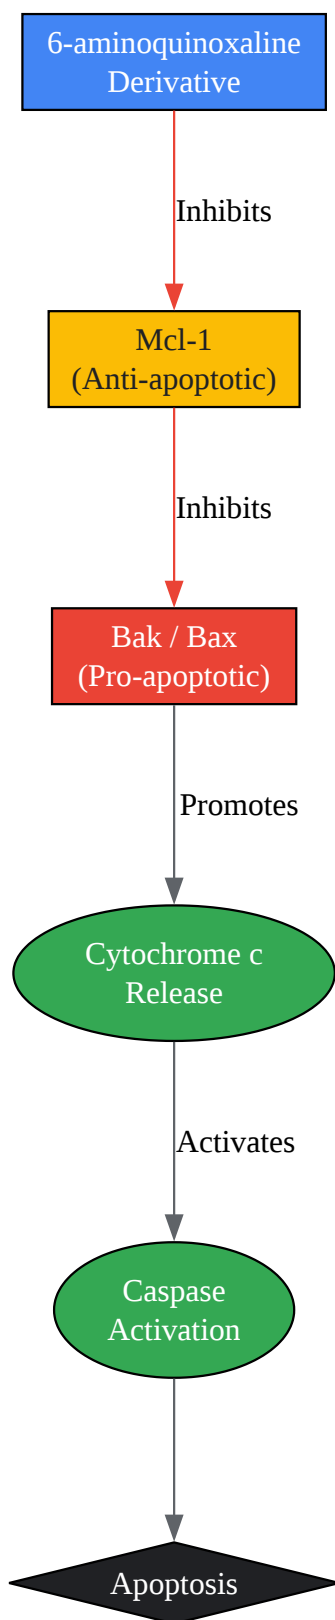 6-aminoquinoxaline
Derivative
Inhibits
Mcl-1
(Anti-apoptotic)
Inhibits
Bak / Bax
(Pro-apoptotic)
Promotes
Cytochrome c
Release
Activates
Caspase
Activation
Apoptosis